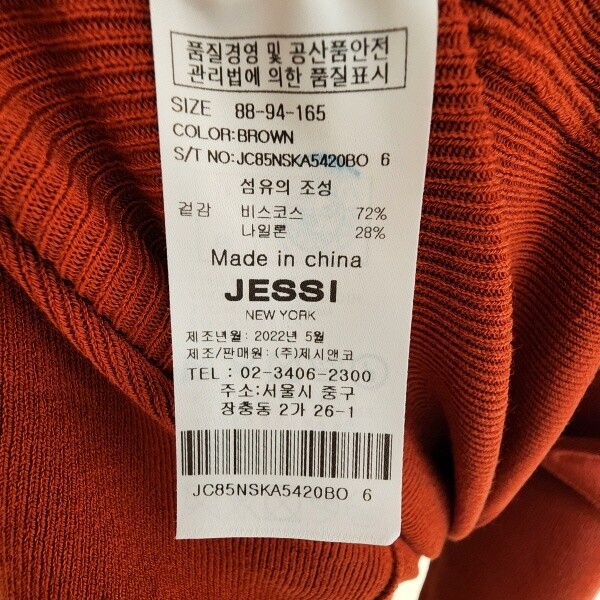 품질경영 및 공산품안전
관리법에 의한 품질표시
SIZE 88-94-165
COLOR:BROWN
S/T NO:JC85NSKA5420BO 6
섬유의 조성
겉감 비스코스 72%
나일론 28%
Made in china
JESSI
NEW YORK
제조년월 : 2022년 5월
제조/판매원 : (주)제시앤코
TEL : 02-3406-2300
주소:서울시 중구
장충동 2가 26-1
JC85NSKA5420BO 6